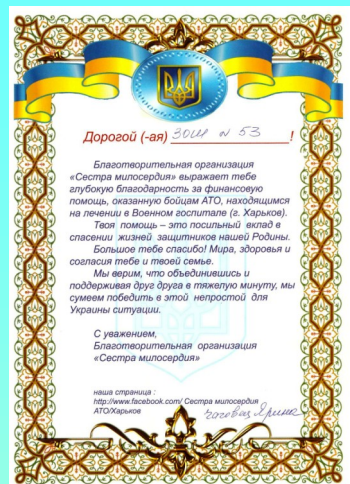 Дорогой (-ая) ЗОШ № 53 !
Благотворительная организация
«Сестра милосердия» выражает тебе
глубокую благодарность за финансовую
помощь, оказанную бойцам АТО, находящимся
на лечении в Военном госпитале (г. Харьков).
Твоя помощь – это посильный вклад в
спасении жизней защитников нашей Родины.
Большое тебе спасибо! Мира, здоровья и
согласия тебе и твоей семье.
Мы верим, что объединившись и
поддерживая друг друга в тяжелую минуту, мы
сумеем победить в этой непростой для
Украины ситуации.
С уважением,
Благотворительная организация
«Сестра милосердия»
наша страница :
http://www.facebook.com/ Сестра милосердия
АТО/Харьков
Ярина